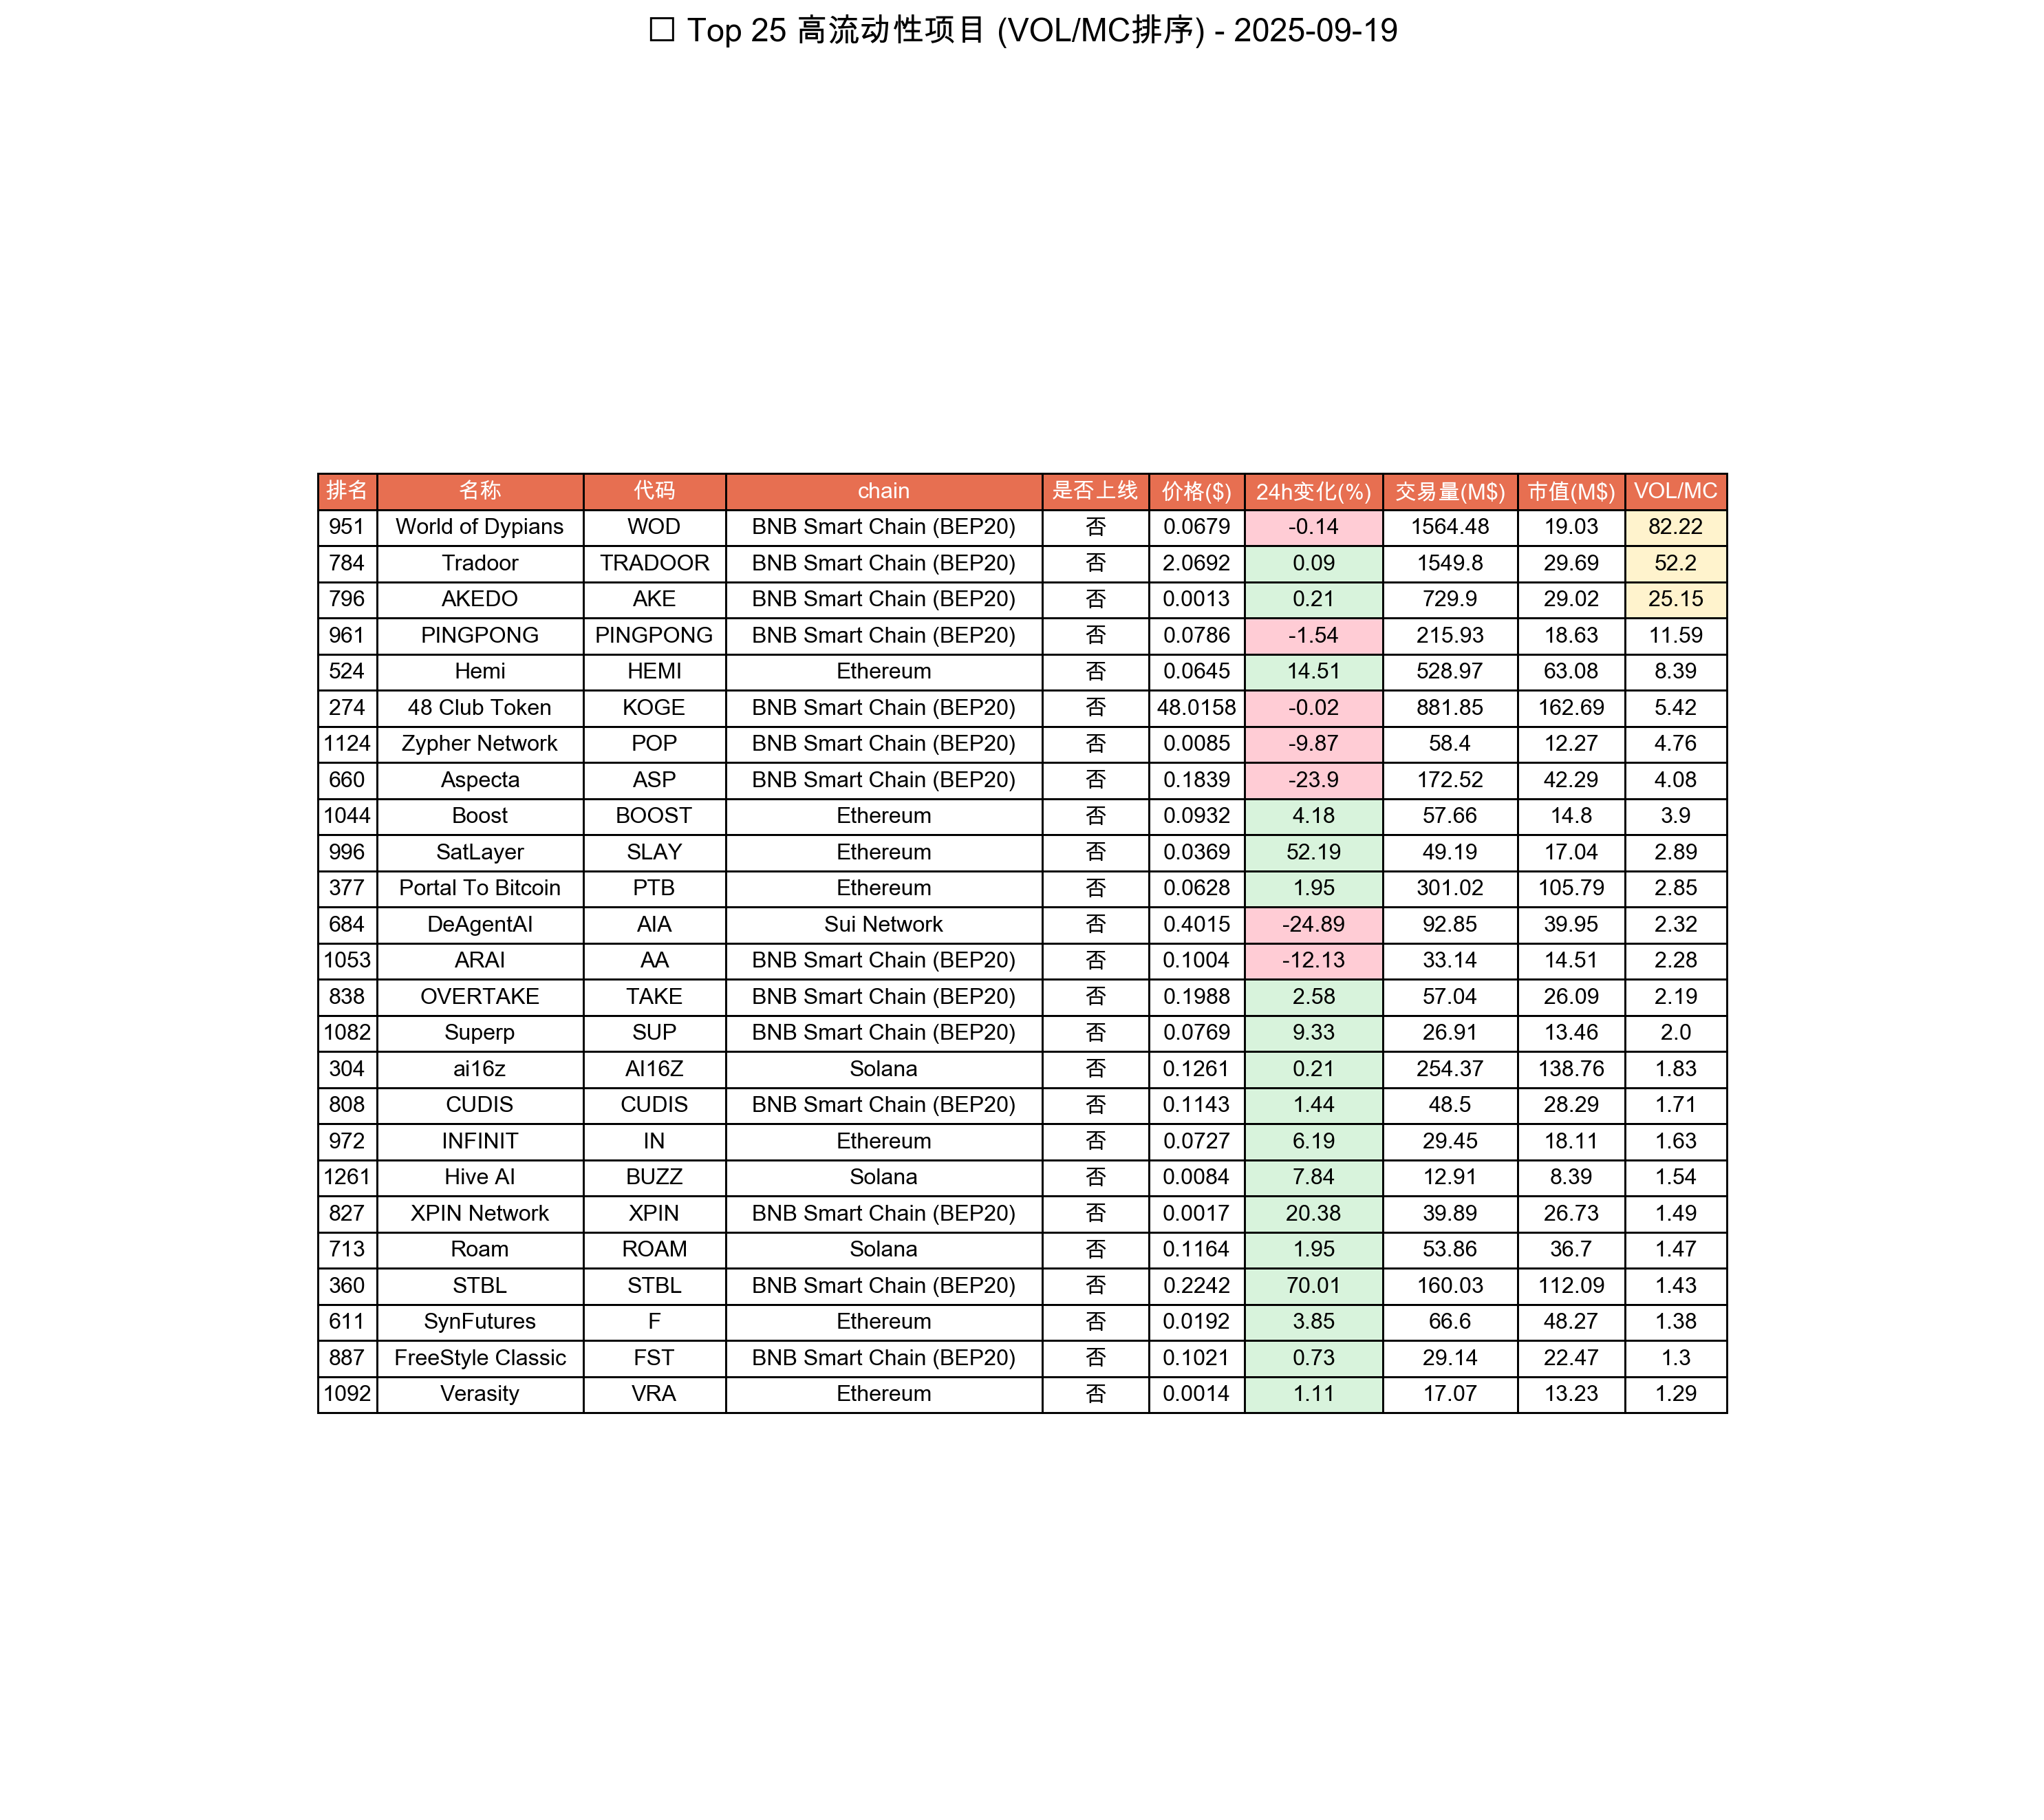 □ Top 25 高流动性项目 (VOL/MC排序) - 2025-09-19
排名 名称 代码 chain 是否上线 价格($) 24h变化(%) 交易量(M$) 市值(M$) VOL/MC
951 World of Dypians WOD BNB Smart Chain (BEP20) 否 0.0679 -0.14 1564.48 19.03 82.22
784 Tradoor TRADOOR BNB Smart Chain (BEP20) 否 2.0692 0.09 1549.8 29.69 52.2
796 AKEDO AKE BNB Smart Chain (BEP20) 否 0.0013 0.21 729.9 29.02 25.15
961 PINGPONG PINGPONG BNB Smart Chain (BEP20) 否 0.0786 -1.54 215.93 18.63 11.59
524 Hemi HEMI Ethereum 否 0.0645 14.51 528.97 63.08 8.39
274 48 Club Token KOGE BNB Smart Chain (BEP20) 否 48.0158 -0.02 881.85 162.69 5.42
1124 Zypher Network POP BNB Smart Chain (BEP20) 否 0.0085 -9.87 58.4 12.27 4.76
660 Aspecta ASP BNB Smart Chain (BEP20) 否 0.1839 -23.9 172.52 42.29 4.08
1044 Boost BOOST Ethereum 否 0.0932 4.18 57.66 14.8 3.9
996 SatLayer SLAY Ethereum 否 0.0369 52.19 49.19 17.04 2.89
377 Portal To Bitcoin PTB Ethereum 否 0.0628 1.95 301.02 105.79 2.85
684 DeAgentAI AIA Sui Network 否 0.4015 -24.89 92.85 39.95 2.32
1053 ARAI AA BNB Smart Chain (BEP20) 否 0.1004 -12.13 33.14 14.51 2.28
838 OVERTAKE TAKE BNB Smart Chain (BEP20) 否 0.1988 2.58 57.04 26.09 2.19
1082 Superp SUP BNB Smart Chain (BEP20) 否 0.0769 9.33 26.91 13.46 2.0
304 ai16z AI16Z Solana 否 0.1261 0.21 254.37 138.76 1.83
808 CUDIS CUDIS BNB Smart Chain (BEP20) 否 0.1143 1.44 48.5 28.29 1.71
972 INFINIT IN Ethereum 否 0.0727 6.19 29.45 18.11 1.63
1261 Hive AI BUZZ Solana 否 0.0084 7.84 12.91 8.39 1.54
827 XPIN Network XPIN BNB Smart Chain (BEP20) 否 0.0017 20.38 39.89 26.73 1.49
713 Roam ROAM Solana 否 0.1164 1.95 53.86 36.7 1.47
360 STBL STBL BNB Smart Chain (BEP20) 否 0.2242 70.01 160.03 112.09 1.43
611 SynFutures F Ethereum 否 0.0192 3.85 66.6 48.27 1.38
887 FreeStyle Classic FST BNB Smart Chain (BEP20) 否 0.1021 0.73 29.14 22.47 1.3
1092 Verasity VRA Ethereum 否 0.0014 1.11 17.07 13.23 1.29